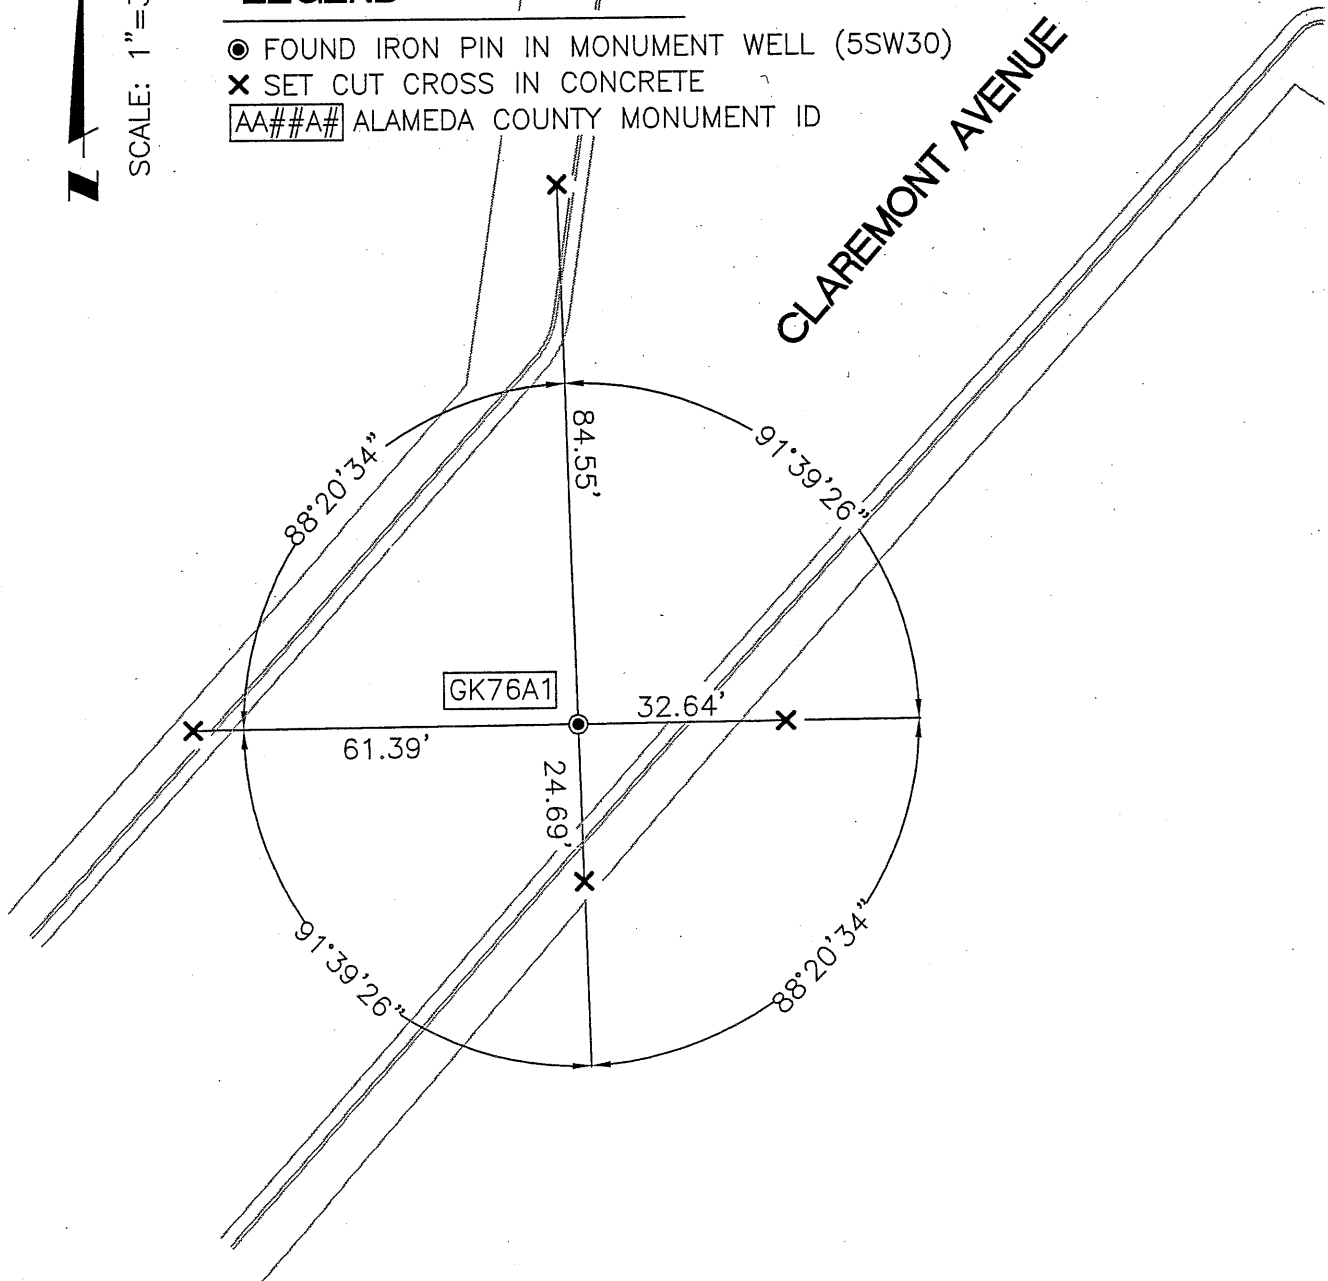 LEGEND
FOUND IRON PIN IN MONUMENT WELL (5SW30)
SET CUT CROSS IN CONCRETE
AA##A# ALAMEDA COUNTY MONUMENT ID
SCALE: 1"=3
CLAREMONT AVENUE
84.55'
91°39'26"
88°20'34"
GK76A1
32.64'
61.39'
24.69'
91°39'26"
88°20'34"